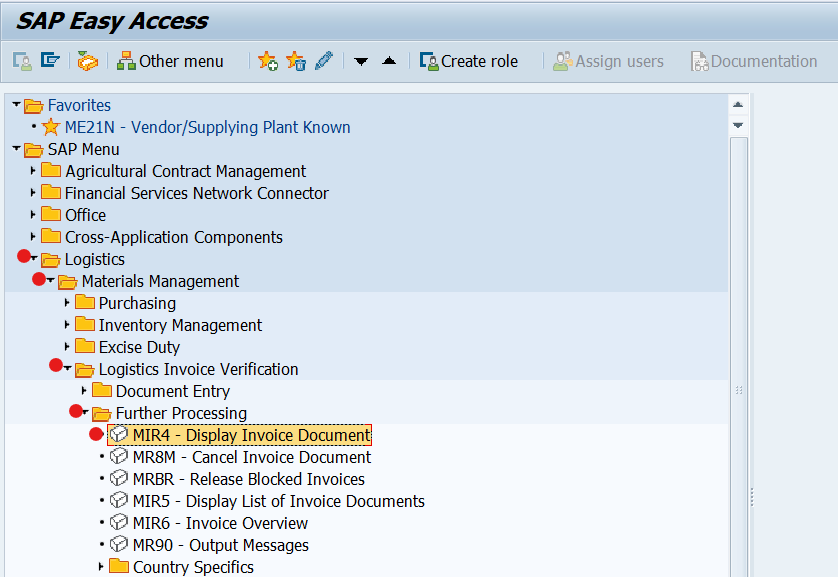 SAP Easy Access
Other menu Create role Assign users Documentation
Favorites
ME21N - Vendor/Supplying Plant Known
SAP Menu
Agricultural Contract Management
Financial Services Network Connector
Office
Cross-Application Components
Logistics
Materials Management
Purchasing
Inventory Management
Excise Duty
Logistics Invoice Verification
Document Entry
Further Processing
MIR4 - Display Invoice Document
MR8M - Cancel Invoice Document
MRBR - Release Blocked Invoices
MIR5 - Display List of Invoice Documents
MIR6 - Invoice Overview
MR90 - Output Messages
Country Specifics